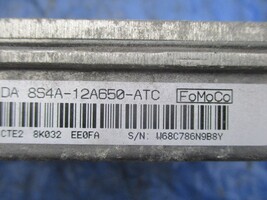 DA 8S4A-12A650-ATC FoMoCo
CTE2 8K032 EE0FA S/N: W68C786N9B8Y